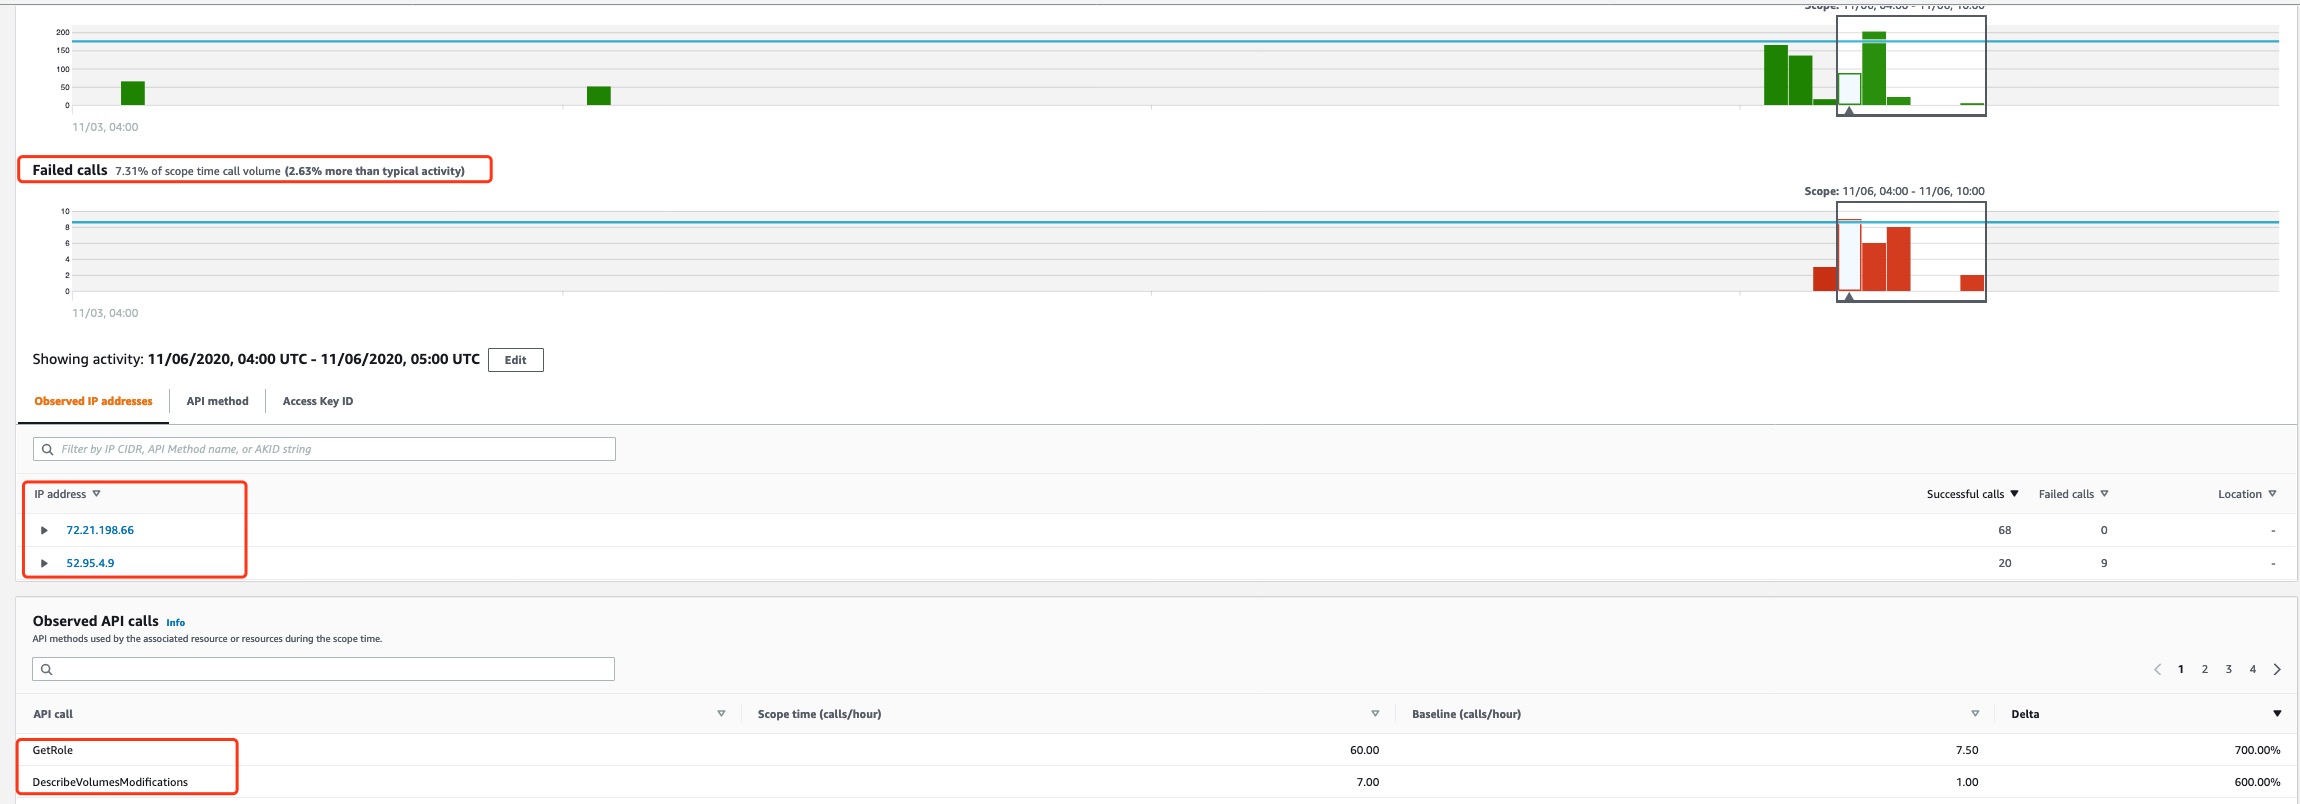 Scope: 11/06, 04:00 - 11/06, 10:00
200
150
100
50
0
11/03, 04:00
Failed calls 7.31% of scope time call volume (2.63% more than typical activity)
Scope: 11/06, 04:00 - 11/06, 10:00
10
8
6
4
2
0
11/03, 04:00
Showing activity: 11/06/2020, 04:00 UTC - 11/06/2020, 05:00 UTC Edit
Observed IP addresses API method Access Key ID
Filter by IP CIDR, API Method name, or AKID string
IP address Successful calls Failed calls Location
72.21.198.66 68 0 -
52.95.4.9 20 9 -
Observed API calls Info
API methods used by the associated resource or resources during the scope time.
1 2 3 4
API call Scope time (calls/hour) Baseline (calls/hour) Delta
GetRole 60.00 7.50 700.00%
DescribeVolumesModifications 7.00 1.00 600.00%